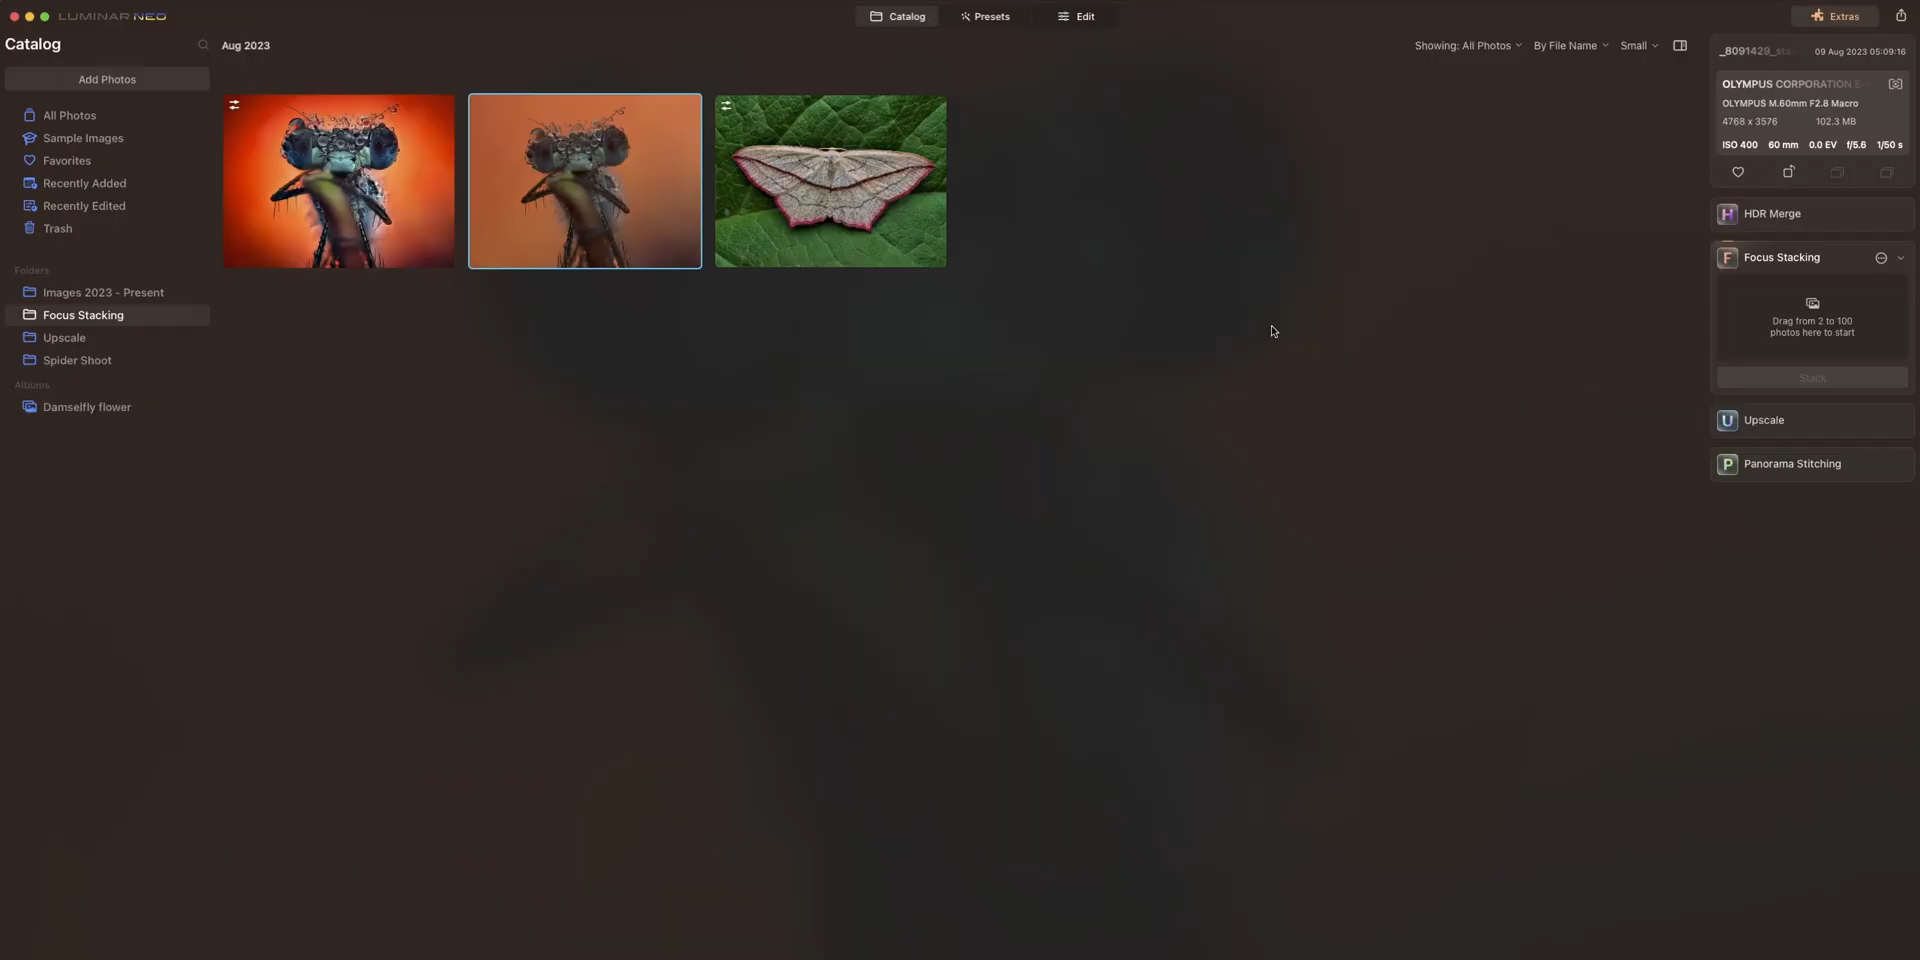 LUMINAR NEO
Catalog
Presets
Edit
Extras
Catalog
Aug 2023
Showing: All Photos
By File Name
Small
Add Photos
All Photos
Sample Images
Favorites
Recently Added
Recently Edited
Trash
Folders
Images 2023 - Present
Focus Stacking
Upscale
Spider Shoot
Albums
Damselfly flower
_8091429_sta
09 Aug 2023 05:09:16
OLYMPUS CORPORATION E-
OLYMPUS M.60mm F2.8 Macro
4768 x 3576 102.3 MB
ISO 400 60 mm 0.0 EV f/5.6 1/50 s
H HDR Merge
F Focus Stacking
Drag from 2 to 100
photos here to start
Stack
U Upscale
P Panorama Stitching